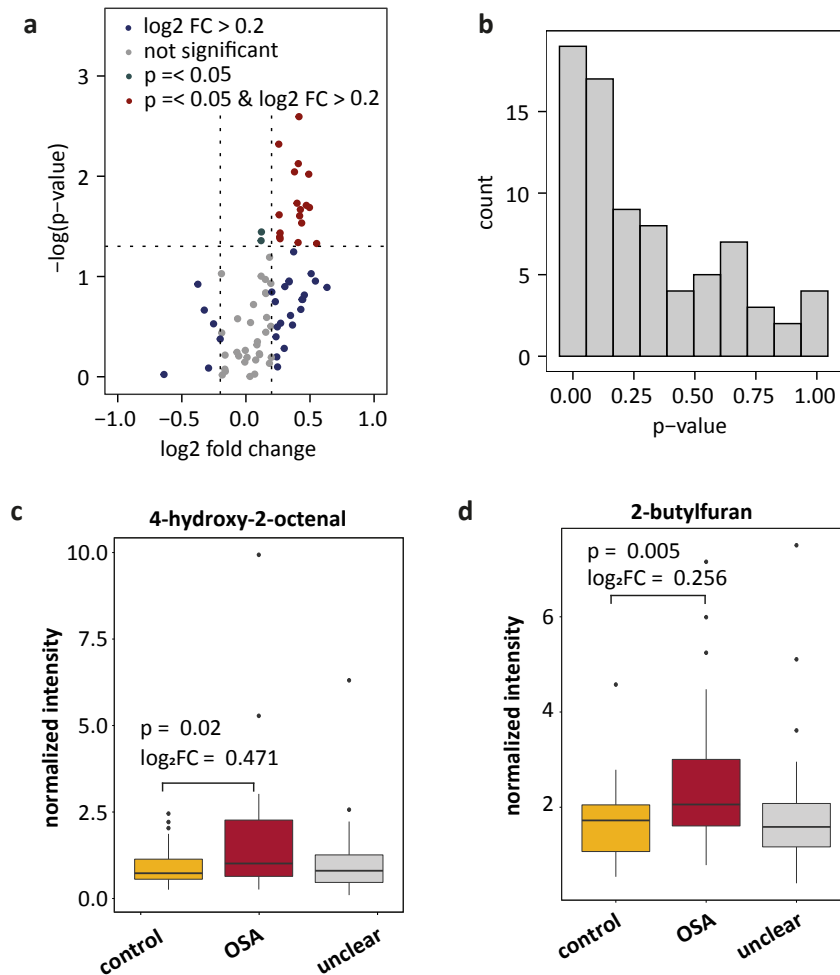 a
log2 FC > 0.2
not significant
p =< 0.05
p =< 0.05 & log2 FC > 0.2
−log(p−value)
3
2
1
0
−1.0 −0.5 0.0 0.5 1.0
log2 fold change
b
count
15
10
5
0
0.00 0.25 0.50 0.75 1.00
p−value
c
4-hydroxy-2-octenal
normalized intensity
10.0
7.5
5.0
2.5
0.0
p = 0.02
log₂FC = 0.471
control OSA unclear
d
2-butylfuran
normalized intensity
6
4
2
p = 0.005
log₂FC = 0.256
control OSA unclear